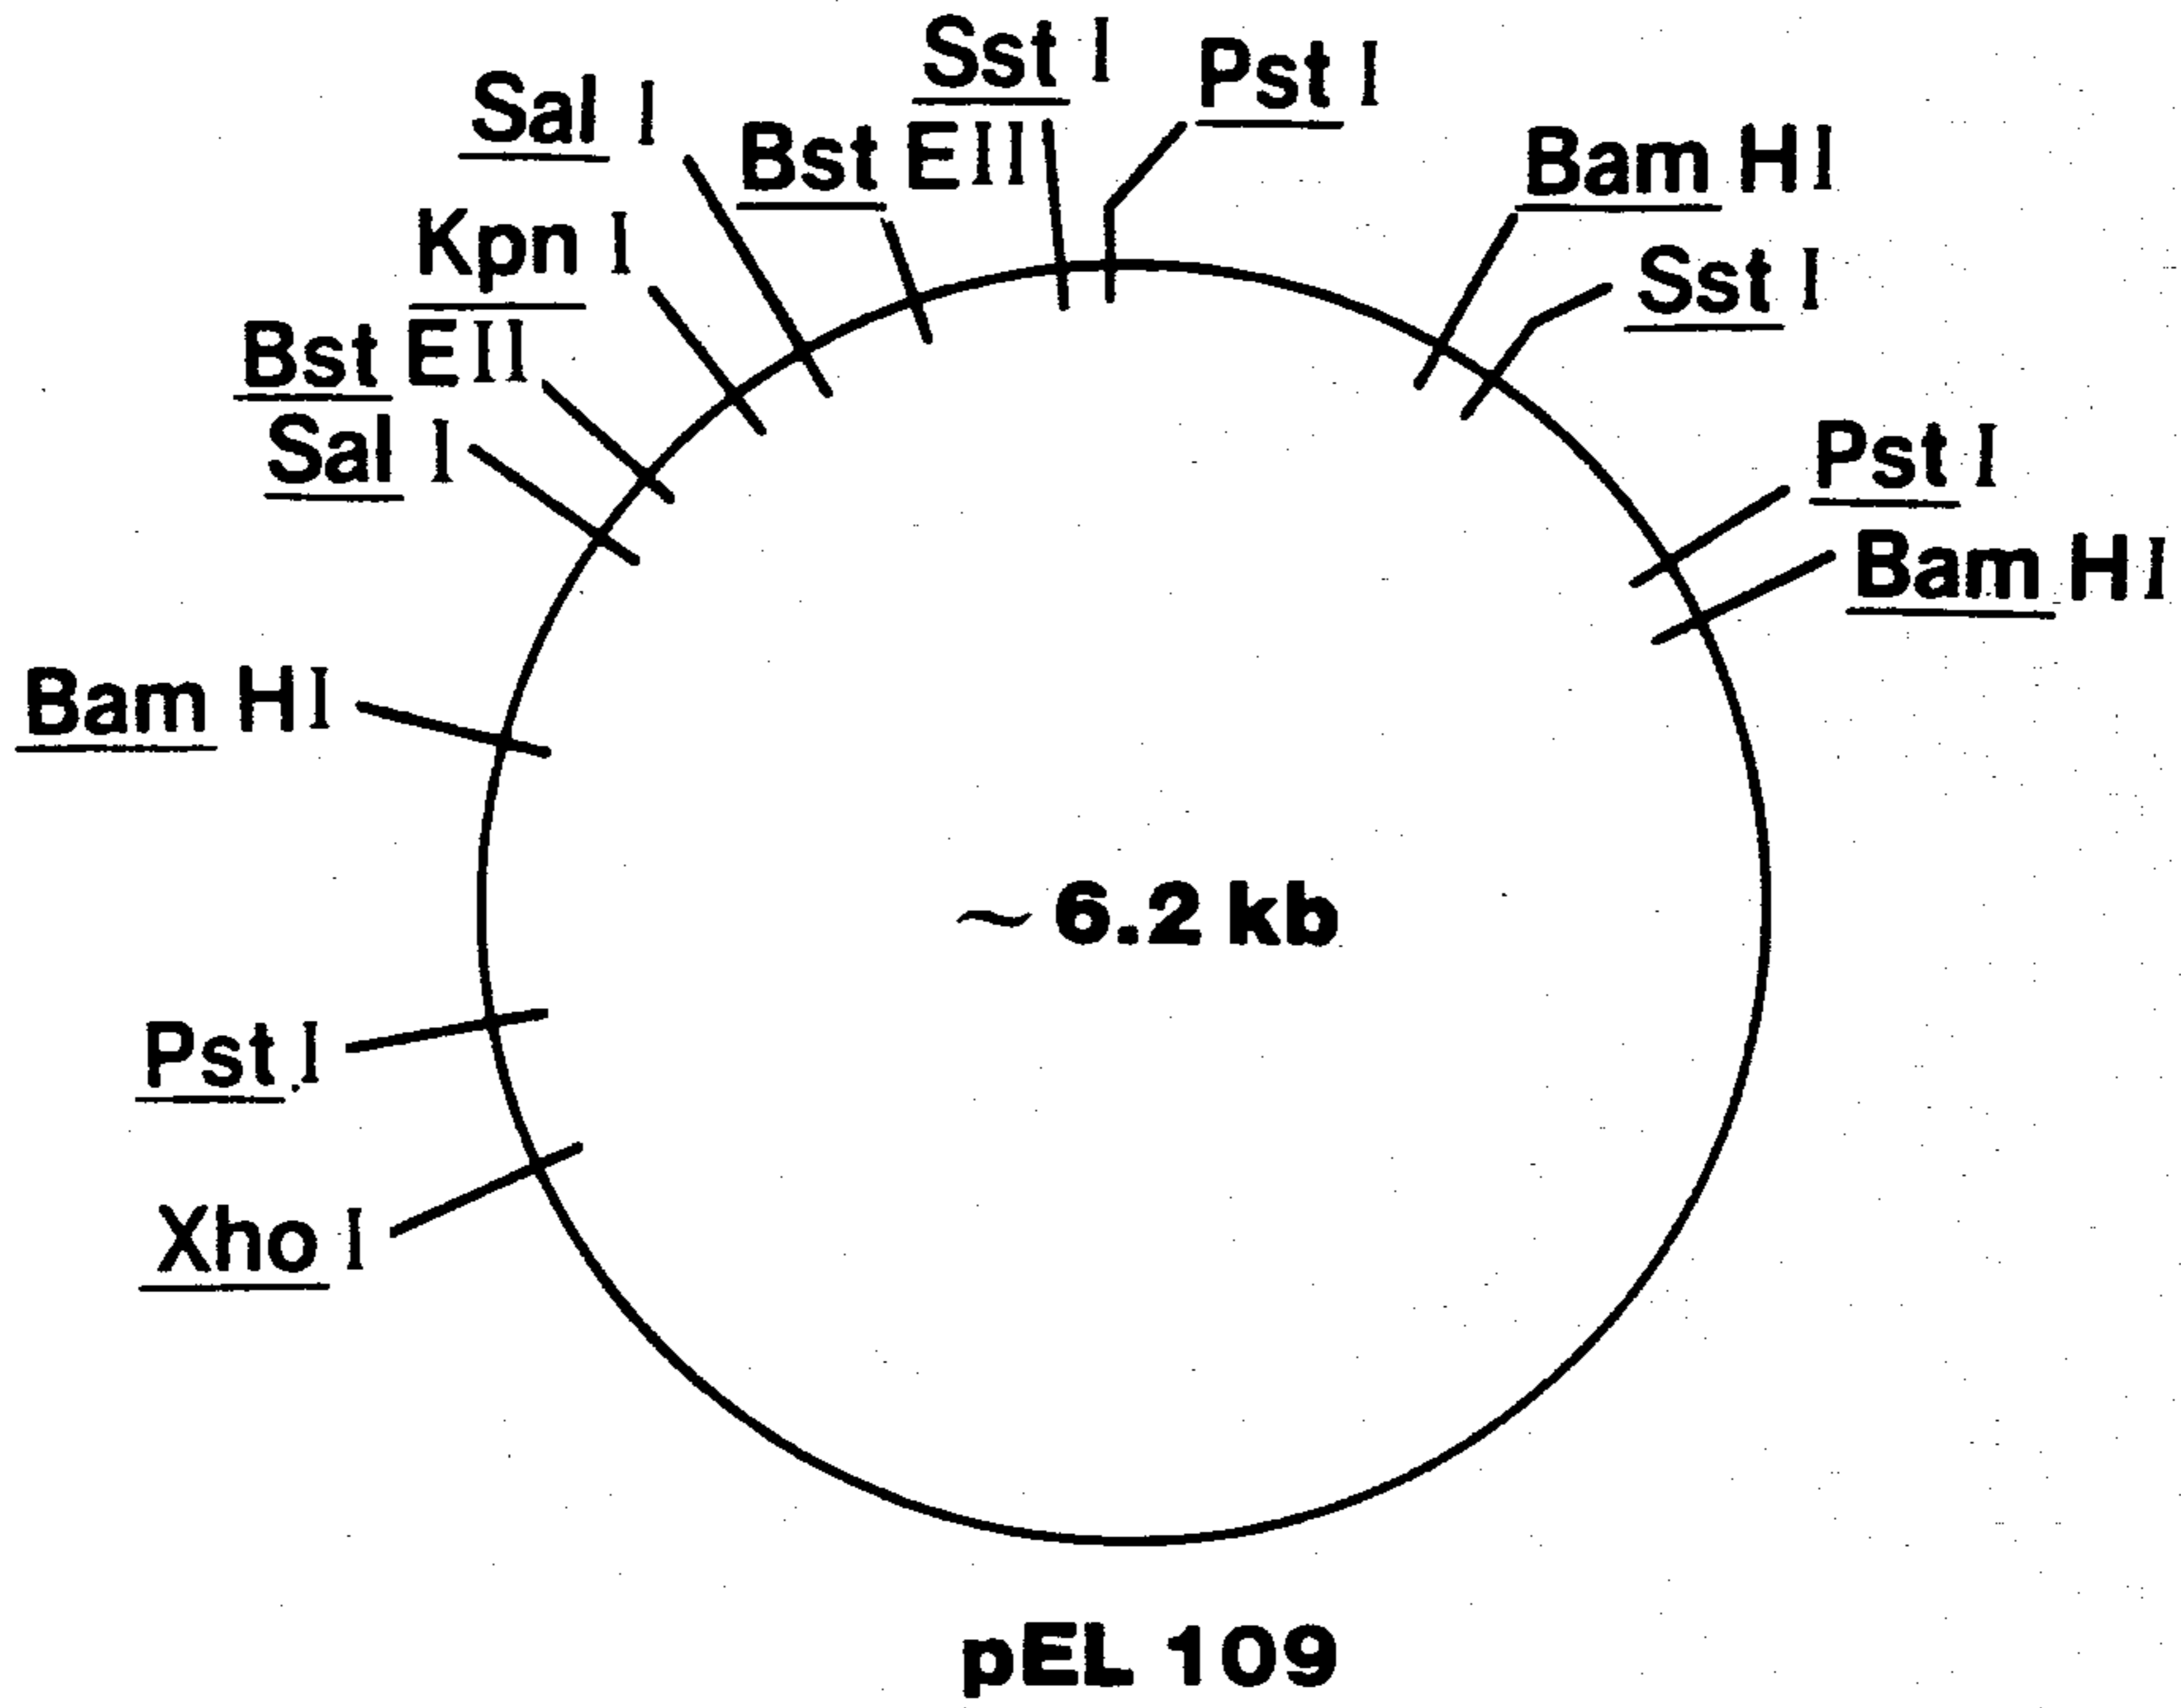 Sst I
Pst I
Sal I
Bst EII
Bam HI
Kpn I
Sst I
Bst EII
Sal I
Pst I
Bam HI
Bam HI
~ 6.2 kb
Pst I
Xho I
pEL 109